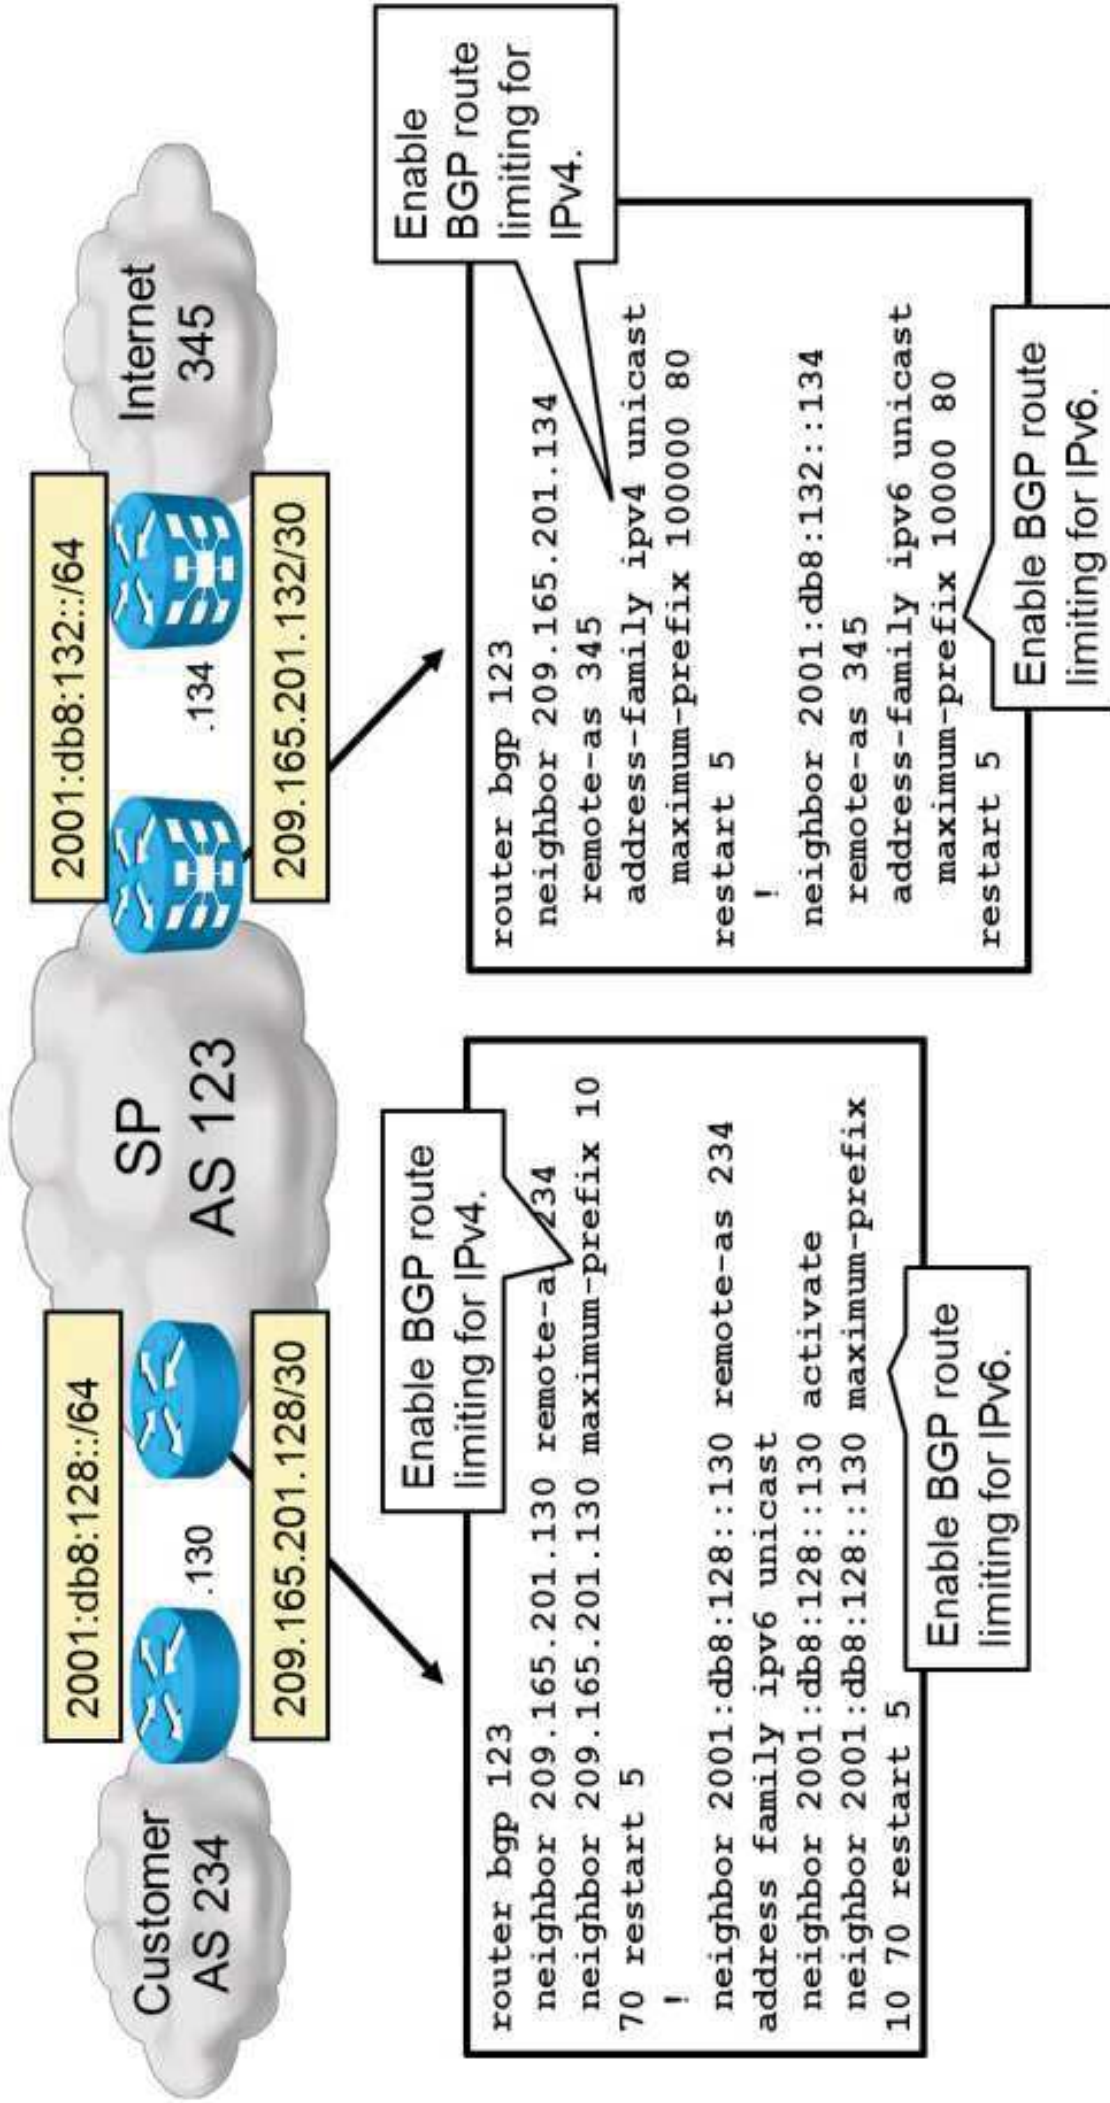 2001:db8:128::/64
2001:db8:132::/64
Customer
AS 234
.130
SP
AS 123
.134
Internet
345
209.165.201.128/30
209.165.201.132/30
Enable BGP route
limiting for IPv4.
router bgp 123
neighbor 209.165.201.130 remote-a 234
neighbor 209.165.201.130 maximum-prefix 10
70 restart 5
!
neighbor 2001:db8:128::130 remote-as 234
address family ipv6 unicast
neighbor 2001:db8:128::130 activate
neighbor 2001:db8:128::130 maximum-prefix
10 70 restart 5
Enable BGP route
limiting for IPv6.
Enable
BGP route
limiting for
IPv4.
router bgp 123
neighbor 209.165.201.134
remote-as 345
address-family ipv4 unicast
maximum-prefix 100000 80
restart 5
!
neighbor 2001:db8:132::134
remote-as 345
address-family ipv6 unicast
maximum-prefix 10000 80
restart 5
Enable BGP route
limiting for IPv6.